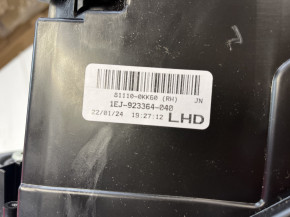 81110-0KK60 (RH) JN
1EJ-923364-040
22/01/24 15:27:12 LHD